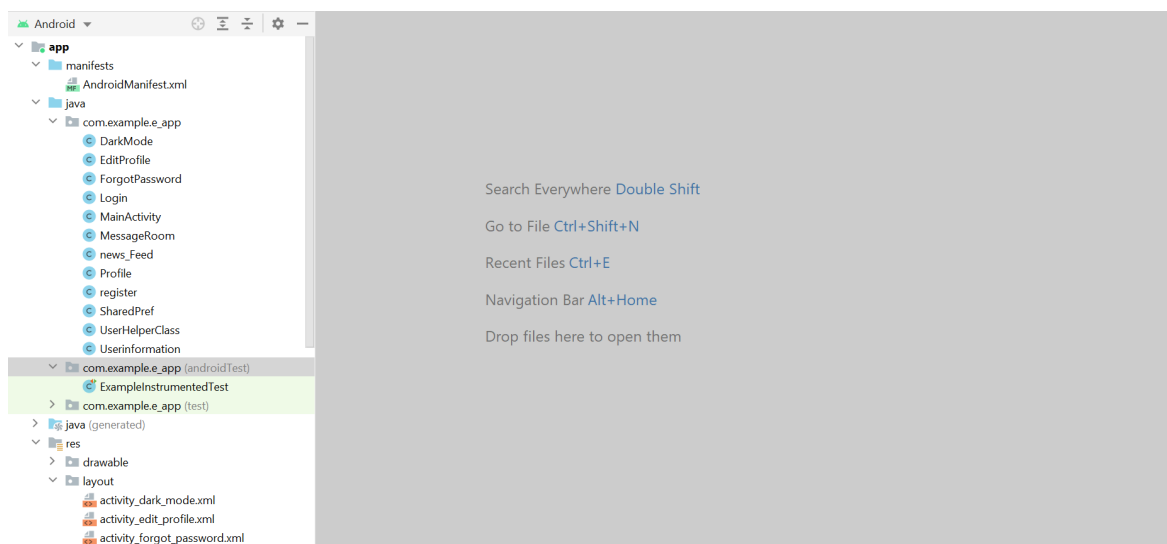 Android
app
manifests
MF AndroidManifest.xml
java
com.example.e_app
C DarkMode
C EditProfile
C ForgotPassword
C Login
C MainActivity
C MessageRoom
C news_Feed
C Profile
C register
C SharedPref
C UserHelperClass
C Userinformation
com.example.e_app (androidTest)
C ExampleInstrumentedTest
com.example.e_app (test)
java (generated)
res
drawable
layout
activity_dark_mode.xml
activity_edit_profile.xml
activity_forgot_password.xml
Search Everywhere Double Shift
Go to File Ctrl+Shift+N
Recent Files Ctrl+E
Navigation Bar Alt+Home
Drop files here to open them